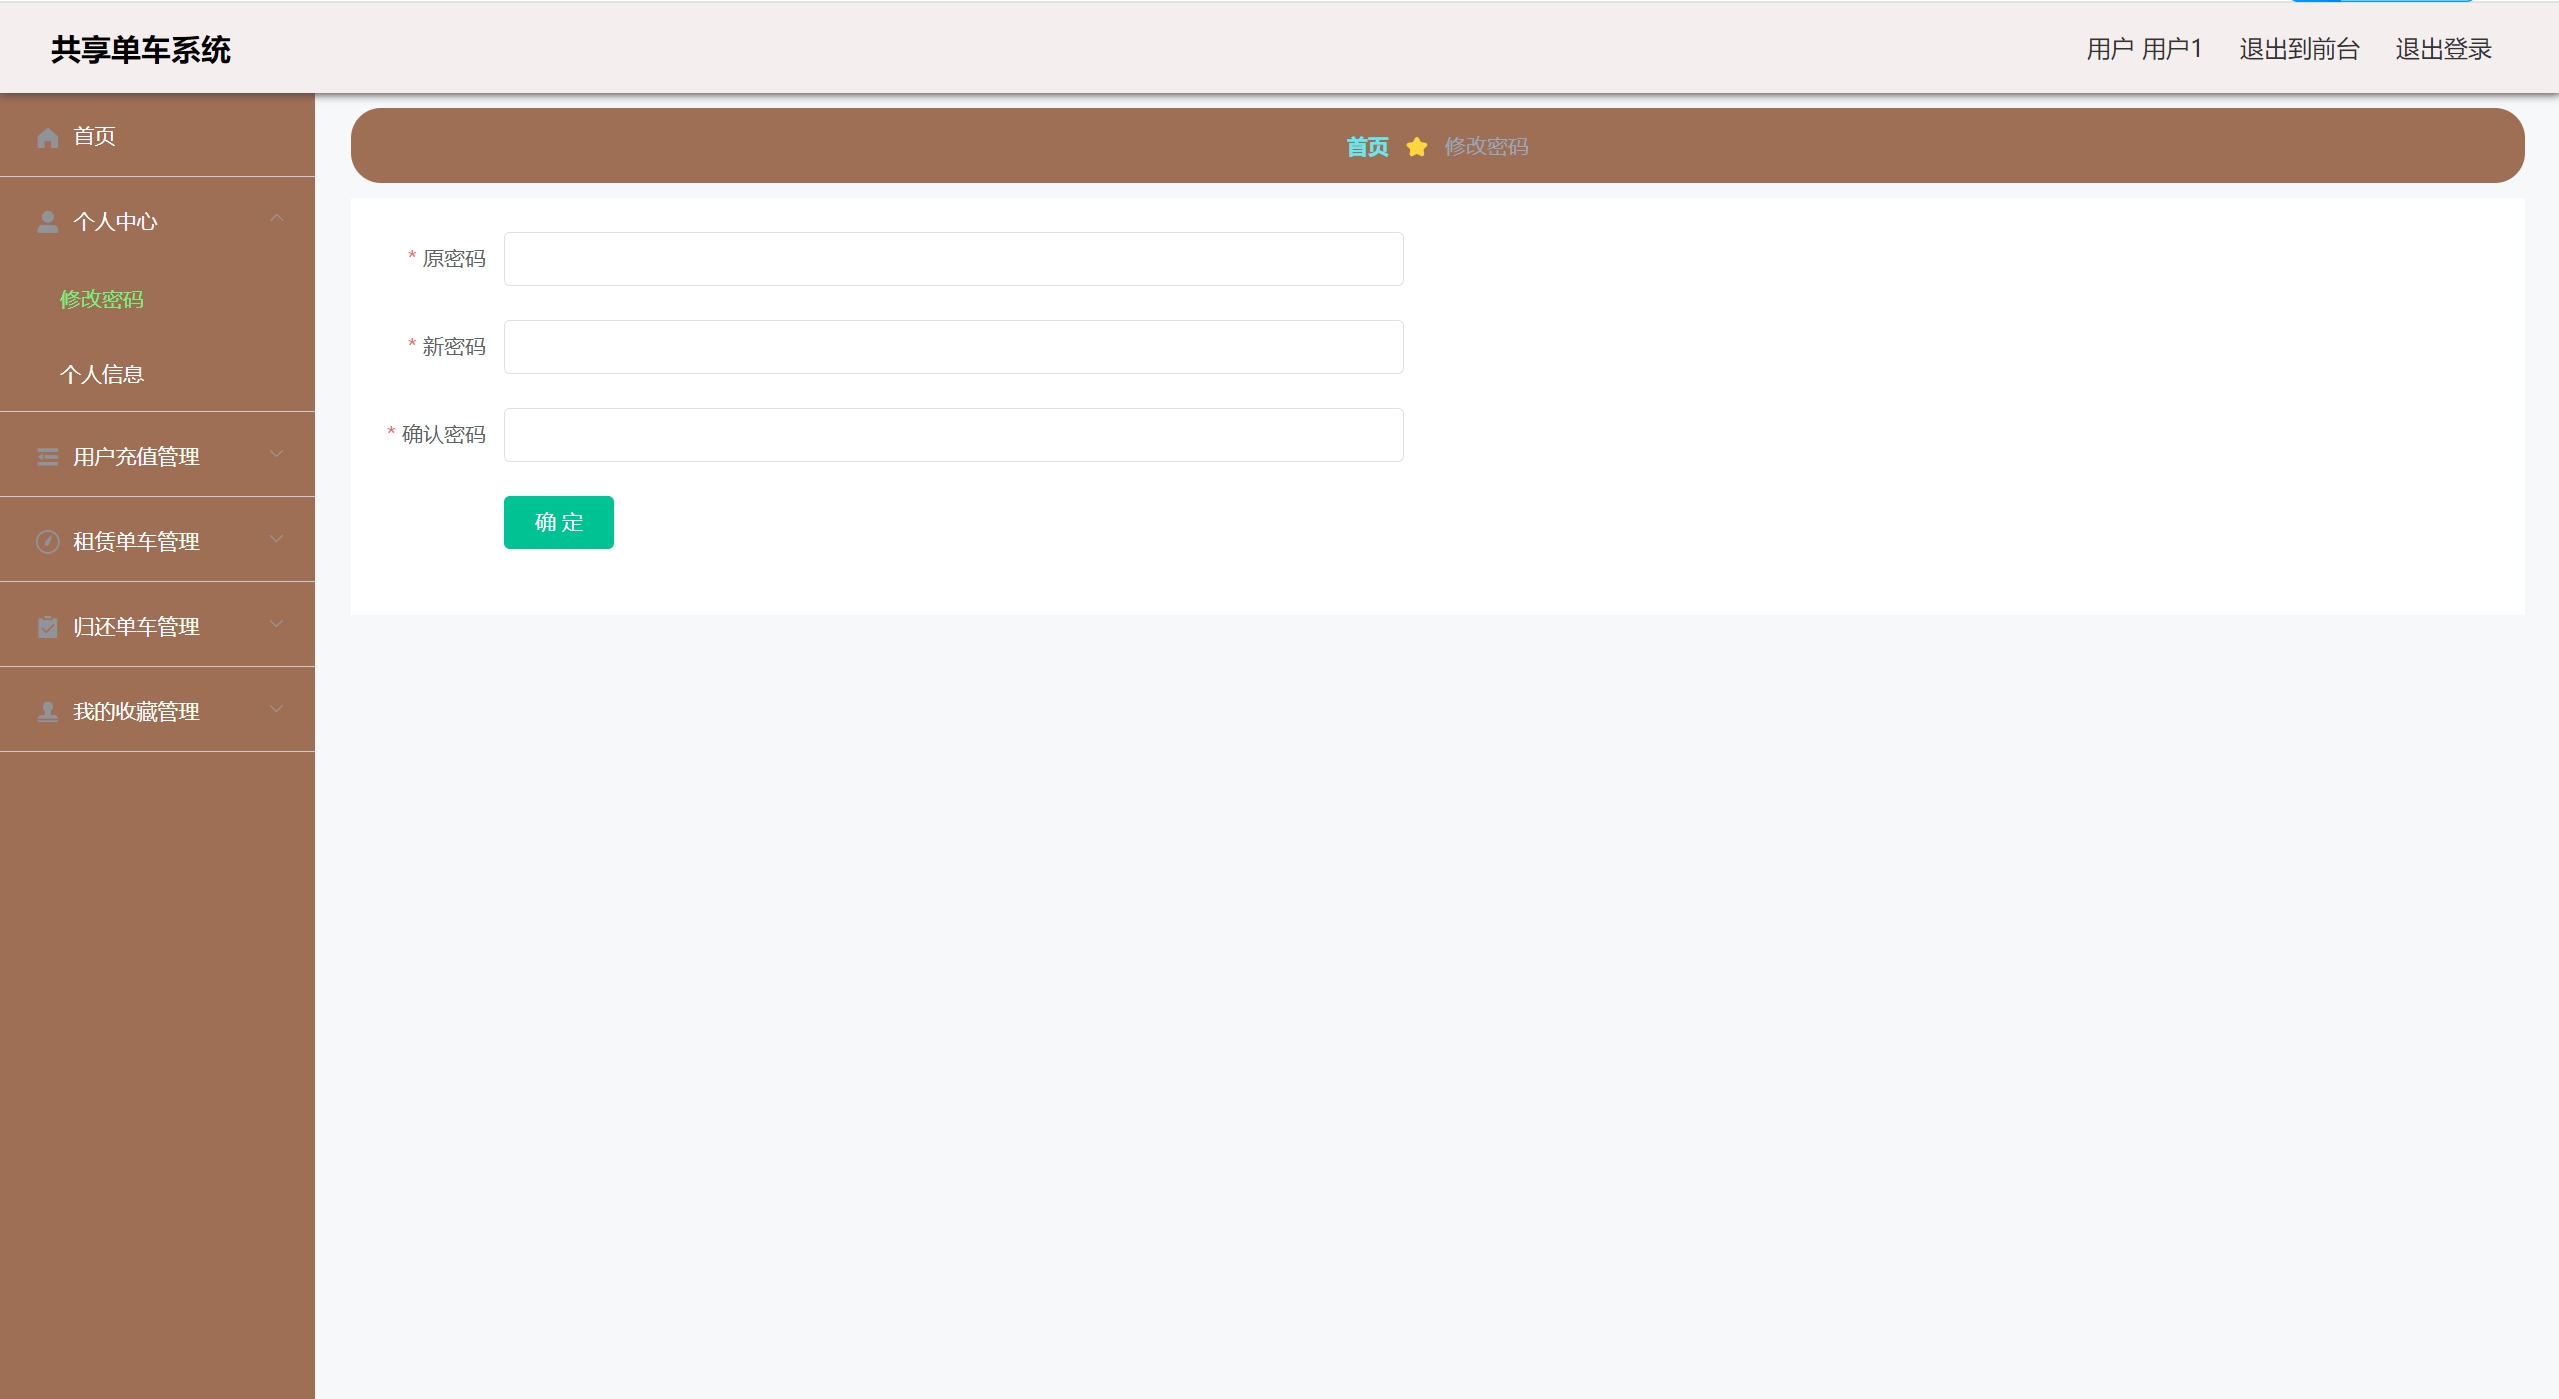 共享单车系统
用户 用户1 退出到前台 退出登录
首页
个人中心
修改密码
个人信息
用户充值管理
租赁单车管理
归还单车管理
我的收藏管理
首页 修改密码
* 原密码
* 新密码
* 确认密码
确 定